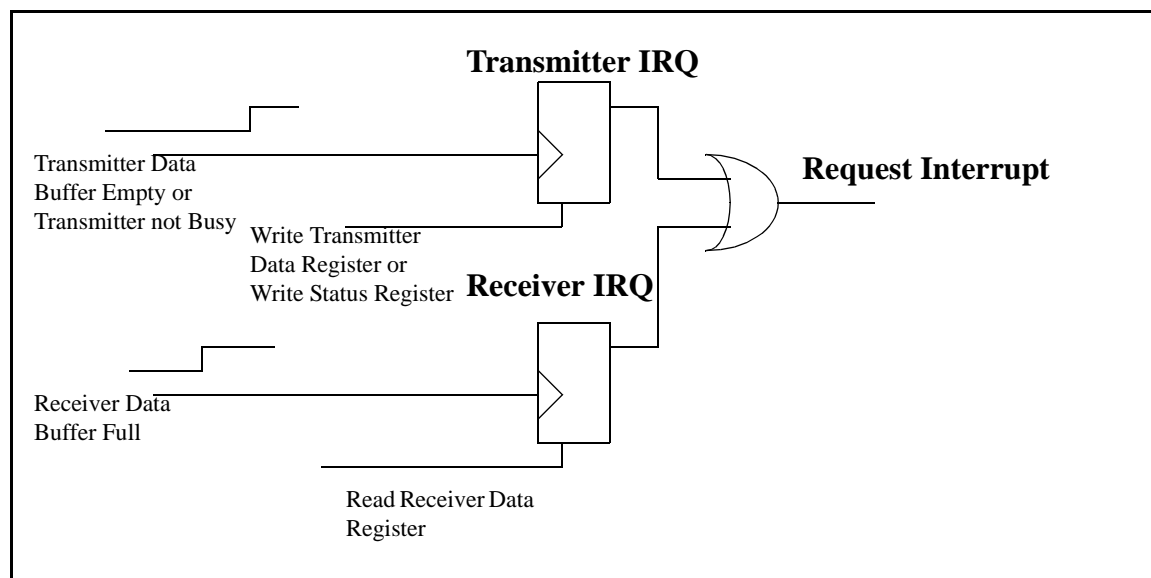 Transmitter IRQ
Transmitter Data
Buffer Empty or
Transmitter not Busy
Request Interrupt
Write Transmitter
Data Register or
Write Status Register
Receiver IRQ
Receiver Data
Buffer Full
Read Receiver Data
Register